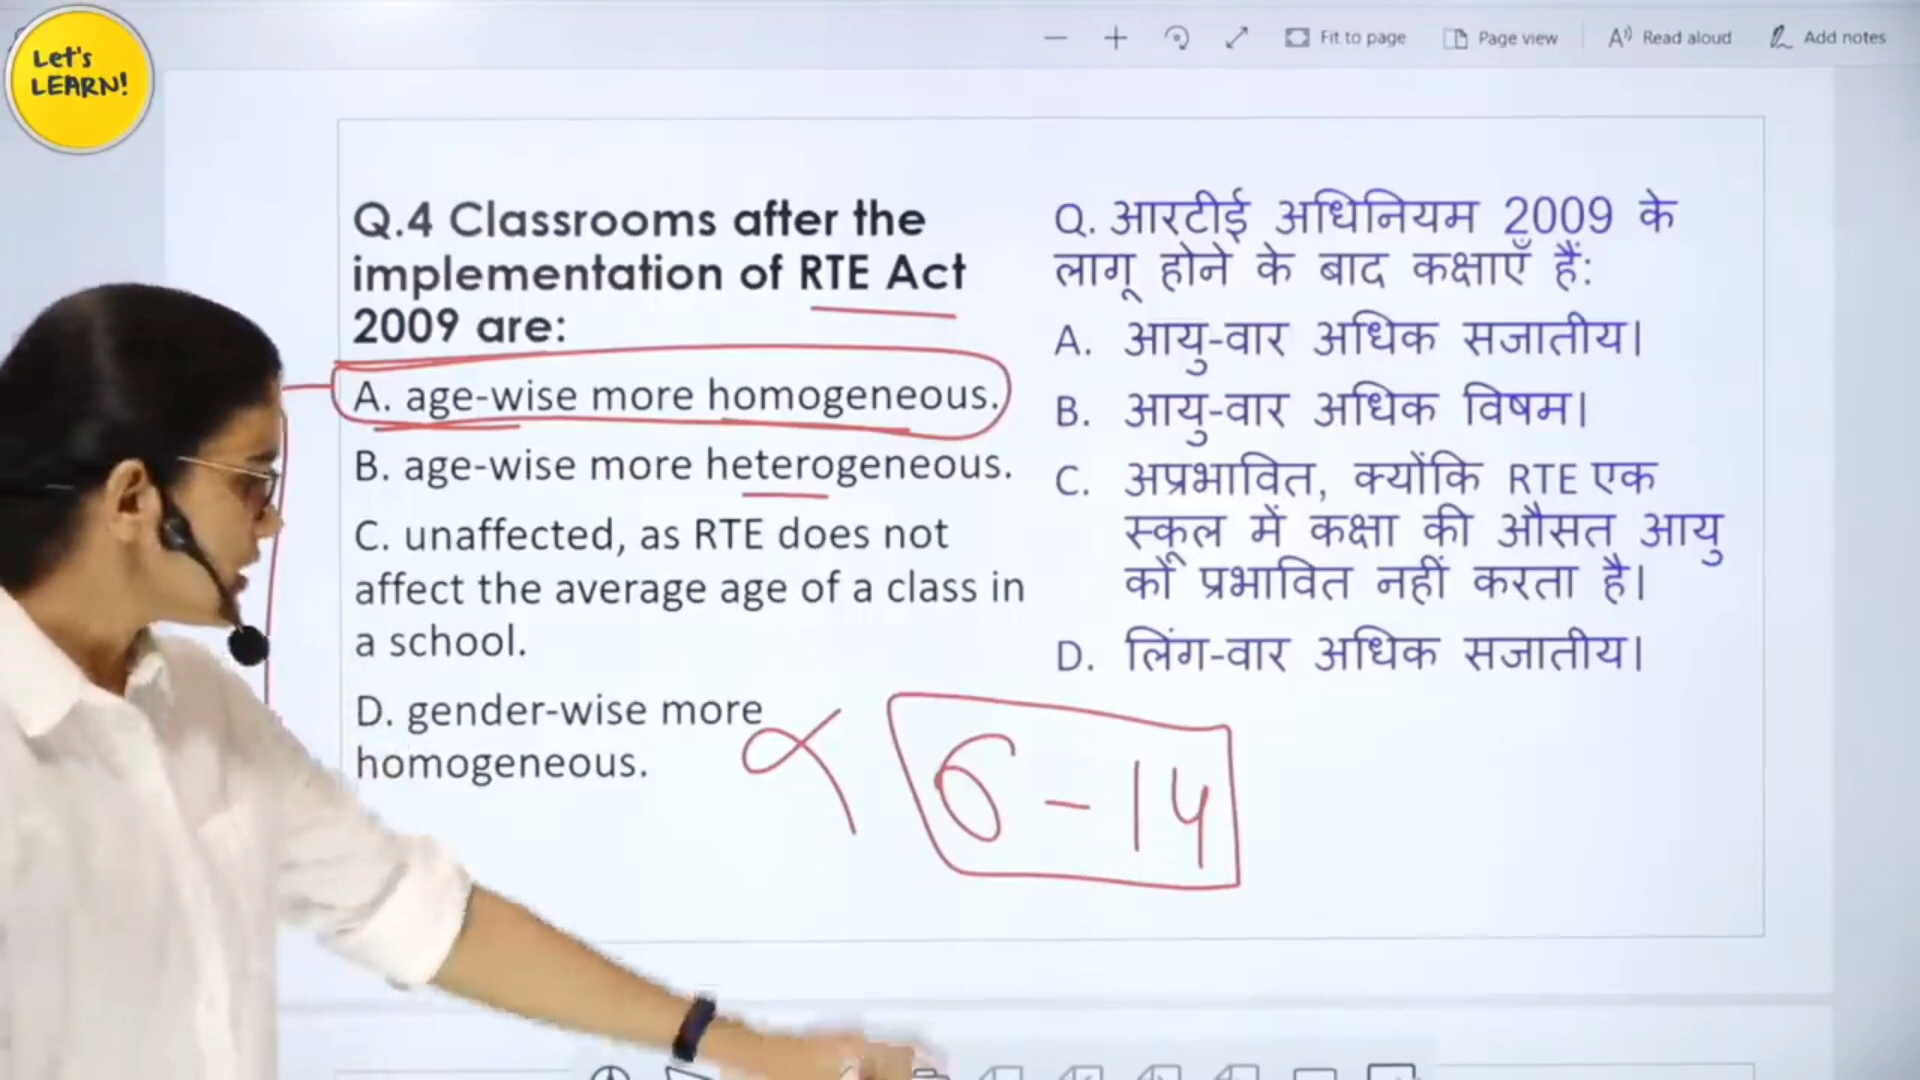 Let's
LEARN!
Fit to page
Page view
Read aloud
Add notes
Q.4 Classrooms after the
implementation of RTE Act
2009 are:
A. age-wise more homogeneous.
B. age-wise more heterogeneous.
C. unaffected, as RTE does not
affect the average age of a class in
a school.
D. gender-wise more
homogeneous.
Q. आरटीई अधिनियम 2009 के
लागू होने के बाद कक्षाएँ हैं:
A. आयु-वार अधिक सजातीय।
B. आयु-वार अधिक विषम।
C. अप्रभावित, क्योंकि RTE एक
स्कूल में कक्षा की औसत आयु
को प्रभावित नहीं करता है।
D. लिंग-वार अधिक सजातीय।
6 - 14